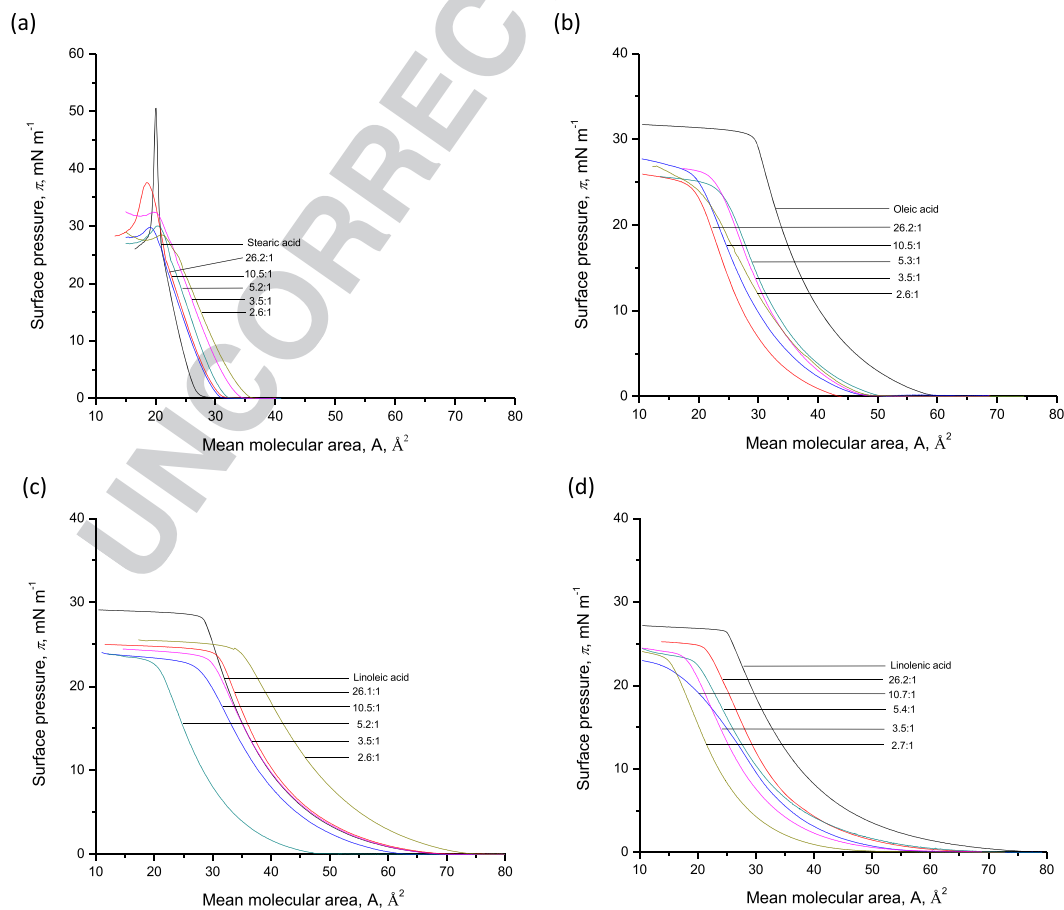 (a)
60
50
40
30
20
10
0
Surface pressure, π, mN m⁻¹
Stearic acid
26.2:1
10.5:1
5.2:1
3.5:1
2.6:1
10 20 30 40 50 60 70 80
Mean molecular area, A, Å²
(b)
40
30
20
10
0
Surface pressure, π, mN m⁻¹
Oleic acid
26.2:1
10.5:1
5.3:1
3.5:1
2.6:1
10 20 30 40 50 60 70 80
Mean molecular area, A, Å²
(c)
40
30
20
10
0
Surface pressure, π, mN m⁻¹
Linoleic acid
26.1:1
10.5:1
5.2:1
3.5:1
2.6:1
10 20 30 40 50 60 70 80
Mean molecular area, A, Å²
(d)
40
30
20
10
0
Surface pressure, π, mN m⁻¹
Linolenic acid
26.2:1
10.7:1
5.4:1
3.5:1
2.7:1
10 20 30 40 50 60 70 80
Mean molecular area, A, Å²
UNCORREC